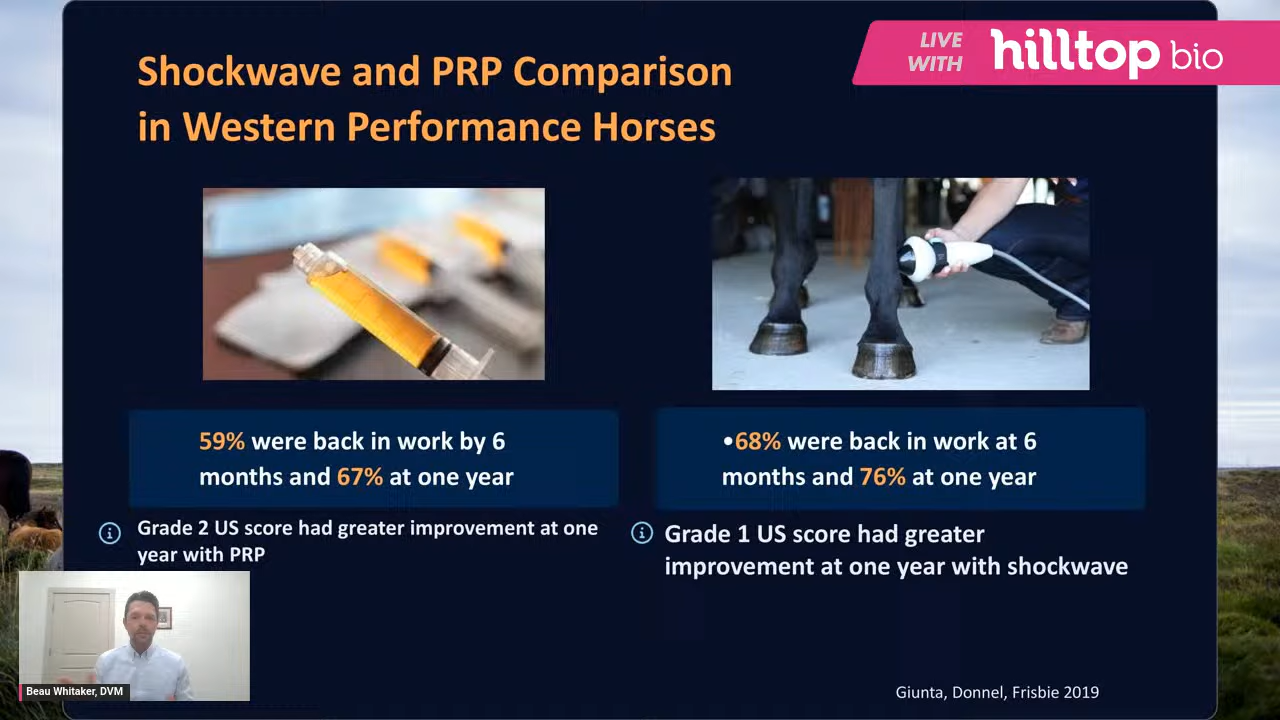 LIVE
WITH
hilltop bio
Shockwave and PRP Comparison
in Western Performance Horses
59% were back in work by 6
months and 67% at one year
Grade 2 US score had greater improvement at one
year with PRP
•68% were back in work at 6
months and 76% at one year
Grade 1 US score had greater
improvement at one year with shockwave
Beau Whitaker, DVM
Giunta, Donnel, Frisbie 2019